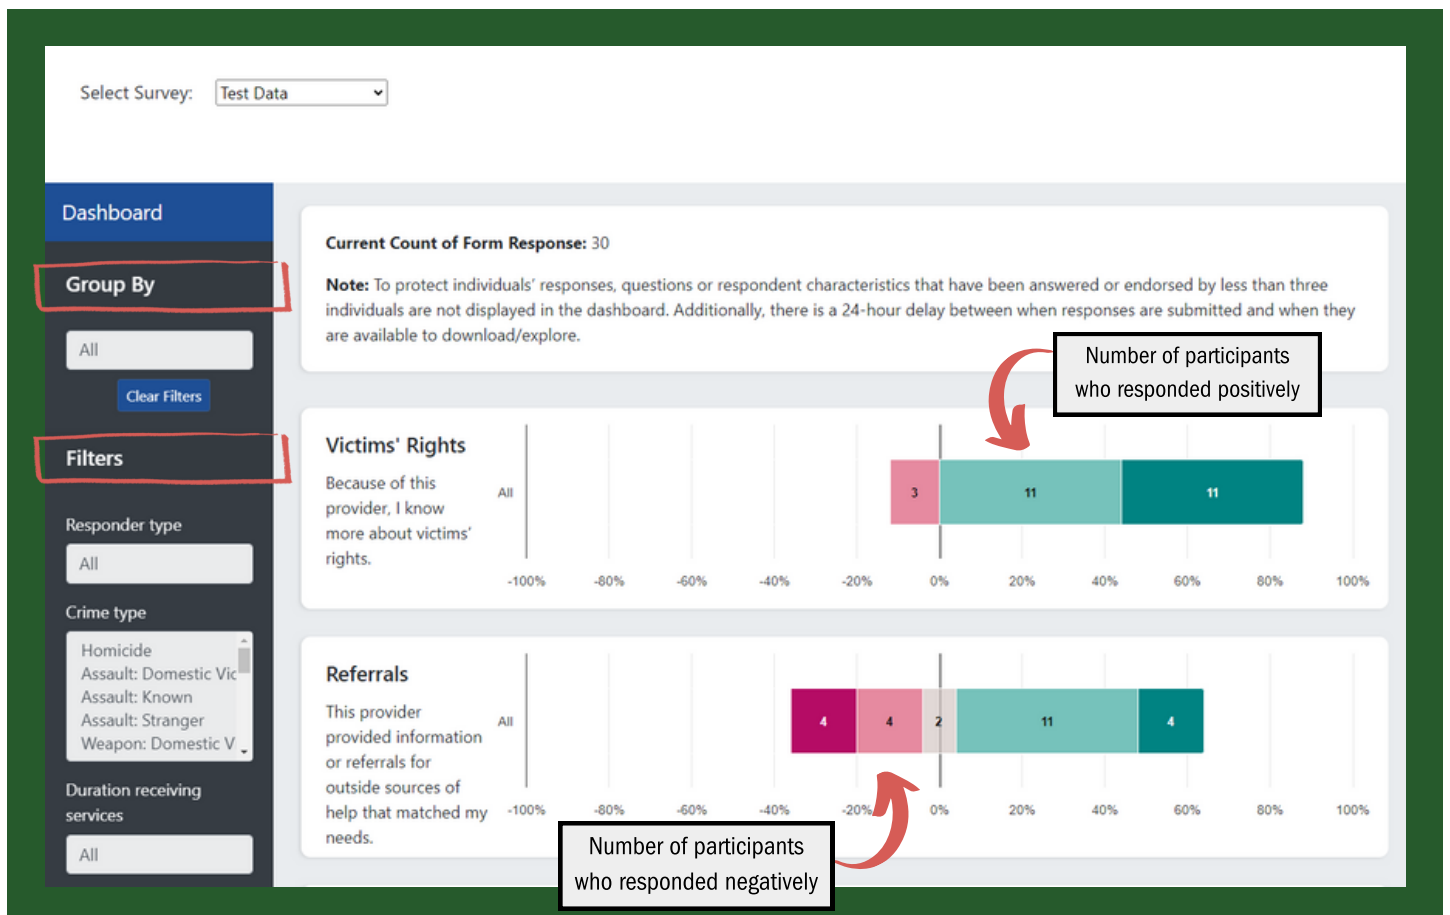 Select Survey: Test Data
Dashboard
Group By
All
Clear Filters
Filters
Responder type
All
Crime type
Homicide
Assault: Domestic Vic
Assault: Known
Assault: Stranger
Weapon: Domestic V
Duration receiving
services
All
Current Count of Form Response: 30
Note: To protect individuals' responses, questions or respondent characteristics that have been answered or endorsed by less than three
individuals are not displayed in the dashboard. Additionally, there is a 24-hour delay between when responses are submitted and when they
are available to download/explore.
Number of participants
who responded positively
Victims' Rights
Because of this
provider, I know
more about victims'
rights.
All
3 11 11
-100% -80% -60% -40% -20% 0% 20% 40% 60% 80% 100%
Referrals
This provider
provided information
or referrals for
outside sources of
help that matched my
needs.
All
4 4 2 11 4
-100% -80% -60% -40% -20% 0% 20% 40% 60% 80% 100%
Number of participants
who responded negatively